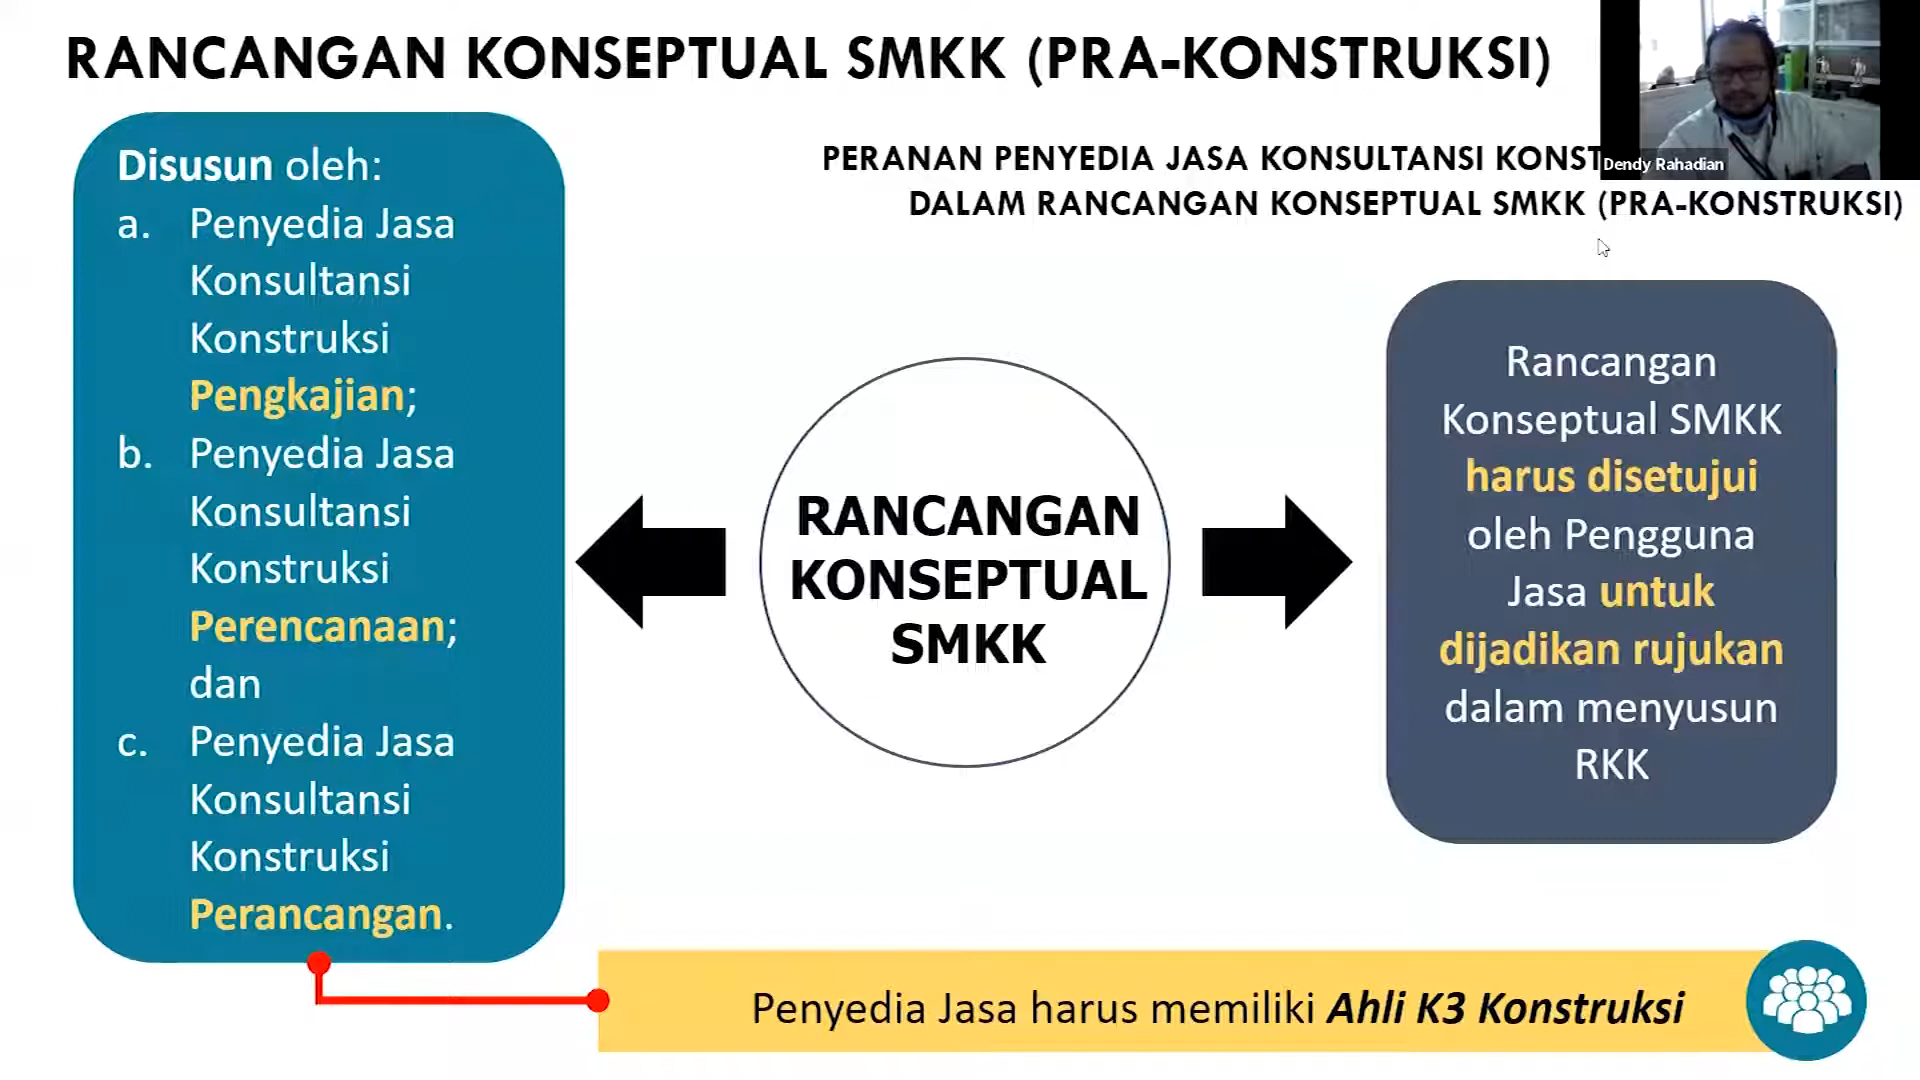 RANCANGAN KONSEPTUAL SMKK (PRA-KONSTRUKSI)
PERANAN PENYEDIA JASA KONSULTANSI KONST
DALAM RANCANGAN KONSEPTUAL SMKK (PRA-KONSTRUKSI)
Dendy Rahadian
Disusun oleh:
a. Penyedia Jasa
Konsultansi
Konstruksi
Pengkajian;
b. Penyedia Jasa
Konsultansi
Konstruksi
Perencanaan;
dan
c. Penyedia Jasa
Konsultansi
Konstruksi
Perancangan.
RANCANGAN
KONSEPTUAL
SMKK
Rancangan
Konseptual SMKK
harus disetujui
oleh Pengguna
Jasa untuk
dijadikan rujukan
dalam menyusun
RKK
Penyedia Jasa harus memiliki Ahli K3 Konstruksi